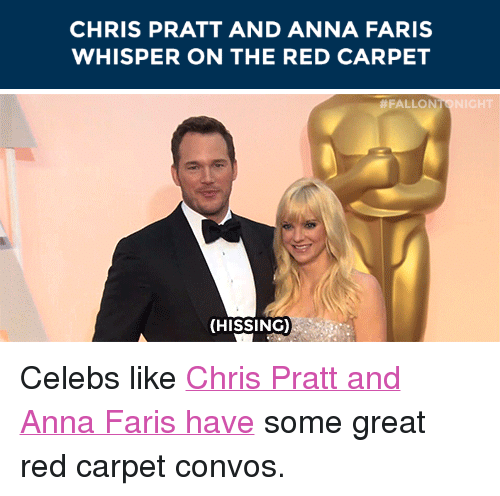 CHRIS PRATT AND ANNA FARIS
WHISPER ON THE RED CARPET
#FALLONTONIGHT
(HISSING)
Celebs like Chris Pratt and
Anna Faris have some great
red carpet convos.